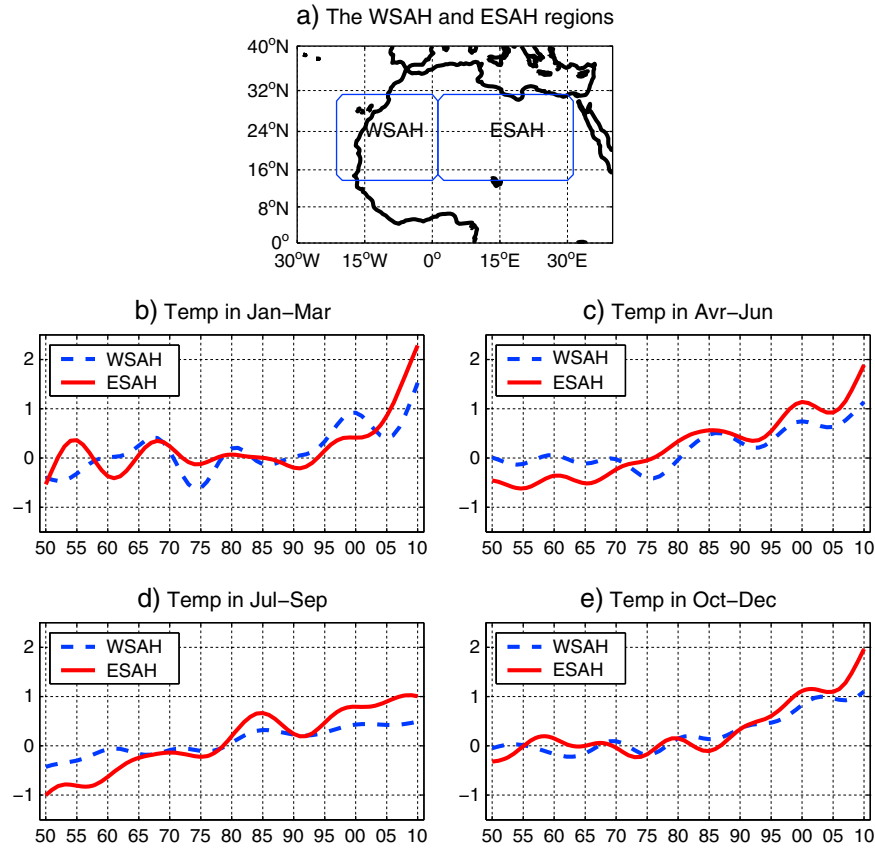 a) The WSAH and ESAH regions
40°N
32°N
24°N
16°N
8°N
0°
WSAH
ESAH
30°W 15°W 0° 15°E 30°E
b) Temp in Jan–Mar
WSAH
ESAH
2
1
0
−1
50 55 60 65 70 75 80 85 90 95 00 05 10
c) Temp in Avr–Jun
WSAH
ESAH
2
1
0
−1
50 55 60 65 70 75 80 85 90 95 00 05 10
d) Temp in Jul–Sep
WSAH
ESAH
2
1
0
−1
50 55 60 65 70 75 80 85 90 95 00 05 10
e) Temp in Oct–Dec
WSAH
ESAH
2
1
0
−1
50 55 60 65 70 75 80 85 90 95 00 05 10